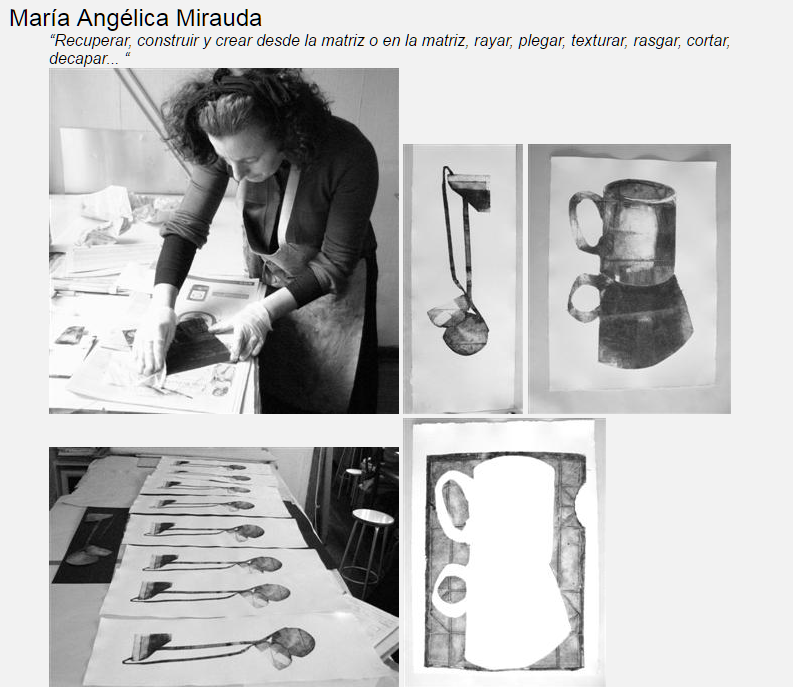 María Angélica Mirauda
“Recuperar, construir y crear desde la matriz o en la matriz, rayar, plegar, texturar, rasgar, cortar,
decapar... “